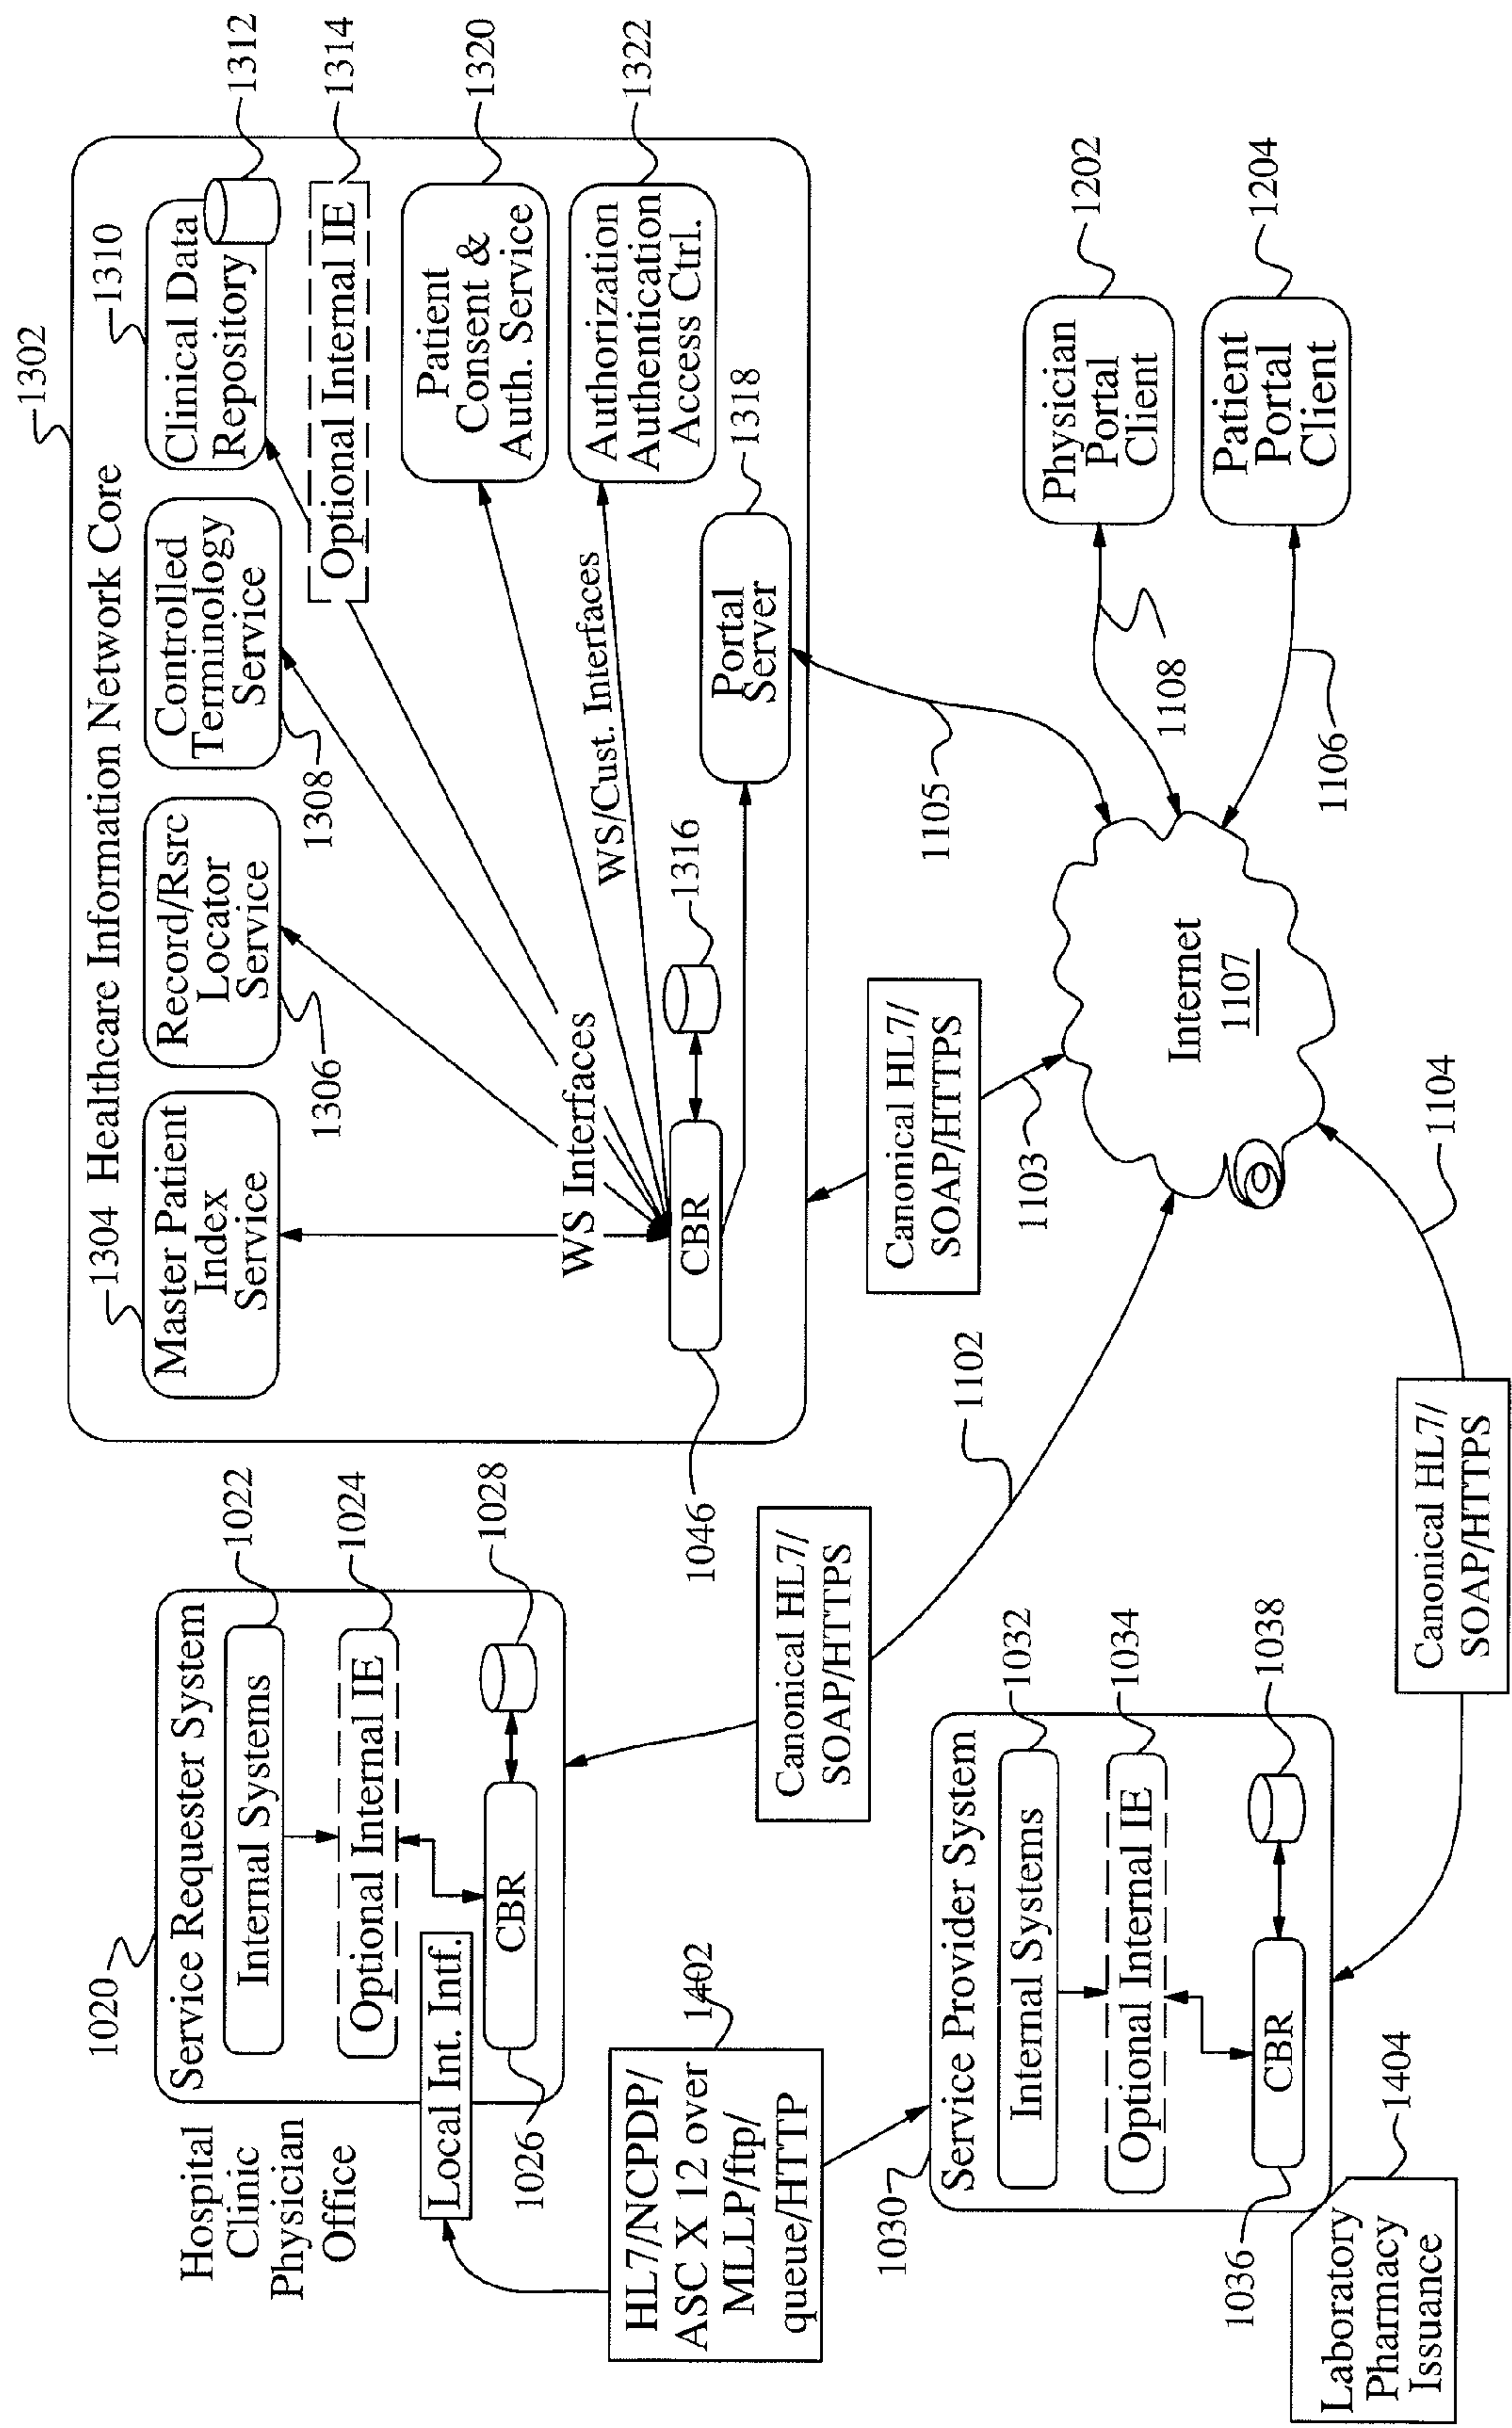 1020
Service Requester System
Internal Systems
1022
Optional Internal IE
1024
Local Int. Intf.
CBR
1026
1028
Hospital
Clinic
Physician
Office
HL7/NCPDP/
ASC X 12 over
MLLP/ftp/
queue/HTTP
1402
Canonical HL7/
SOAP/HTTPS
1102
1030
Service Provider System
Internal Systems
1032
Optional Internal IE
1034
CBR
1036
1038
Laboratory
Pharmacy
Issuance
1404
Canonical HL7/
SOAP/HTTPS
1104
1302
Healthcare Information Network Core
1304
Master Patient
Index
Service
Record/Rsrc
Locator
Service
1306
Controlled
Terminology
Service
1308
1310
Clinical Data
Repository
1312
Optional Internal IE
1314
Patient
Consent &
Auth. Service
1320
Authorization
Authentication
Access Ctrl.
1322
WS Interfaces
WS/Cust. Interfaces
CBR
1046
1316
Portal
Server
1318
Canonical HL7/
SOAP/HTTPS
1103
1105
Internet
1107
1108
1106
Physician
Portal
Client
1202
Patient
Portal
Client
1204